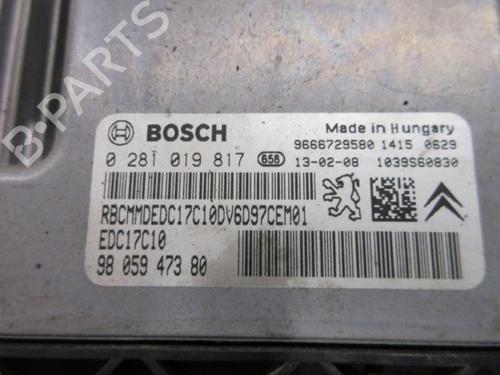 B-PARTS
BOSCH
Made in Hungary
9666729580 1415 0629
0 281 019 817 658 13-02-08 1039S60830
RBCMMDEDC17C10DV6D97CEM01
EDC17C10
98 059 473 80